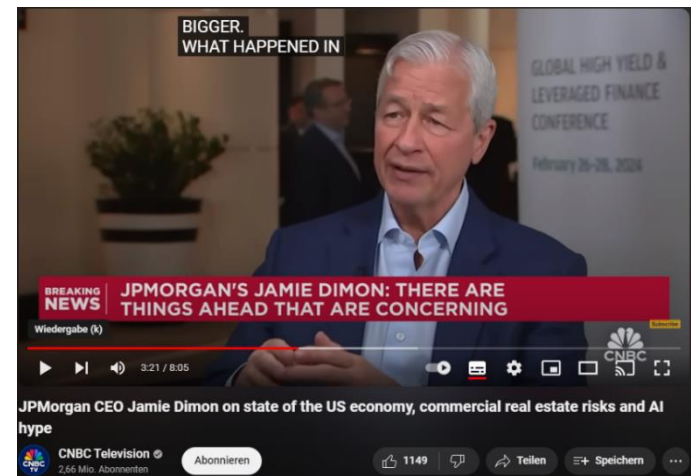 BIGGER.
WHAT HAPPENED IN
GLOBAL HIGH YIELD &
LEVERAGED FINANCE
CONFERENCE
February 26-28, 2024
BREAKING
NEWS
JPMORGAN'S JAMIE DIMON: THERE ARE
THINGS AHEAD THAT ARE CONCERNING
Wiedergabe (k)
Subscribe
CNBC
3:21 / 8:05
JPMorgan CEO Jamie Dimon on state of the US economy, commercial real estate risks and AI
hype
CNBC
TV
CNBC Television
2,66 Mio. Abonnenten
Abonnieren
1149
Teilen
Speichern